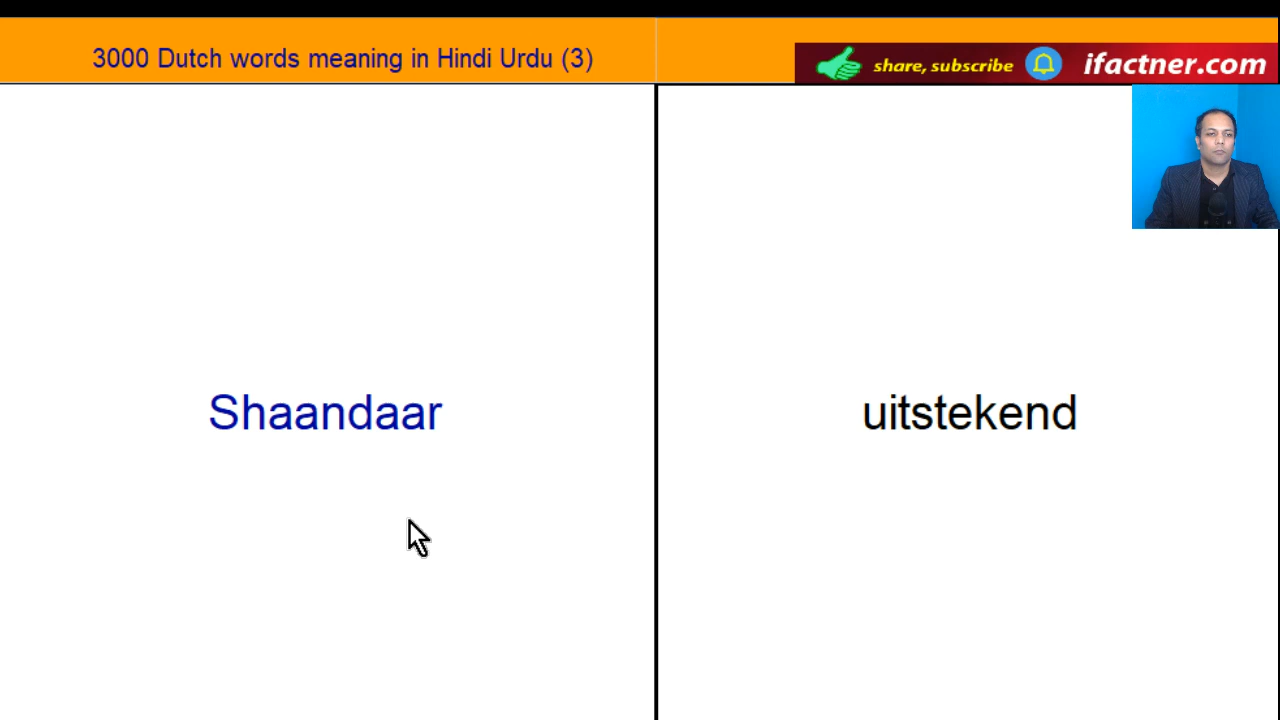 3000 Dutch words meaning in Hindi Urdu (3)
share, subscribe
ifactner.com
Shaandaar
uitstekend